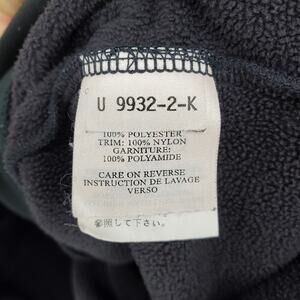 U 9932-2-K
100% POLYESTER
TRIM: 100% NYLON
GARNITURE:
100% POLYAMIDE
CARE ON REVERSE
INSTRUCTION DE LAVAGE
VERSO
参照して下さい。